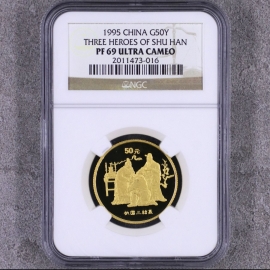 1995 CHINA G50Y
THREE HEROES OF SHU HAN
PF 69 ULTRA CAMEO
2011473-016
NGC
50元